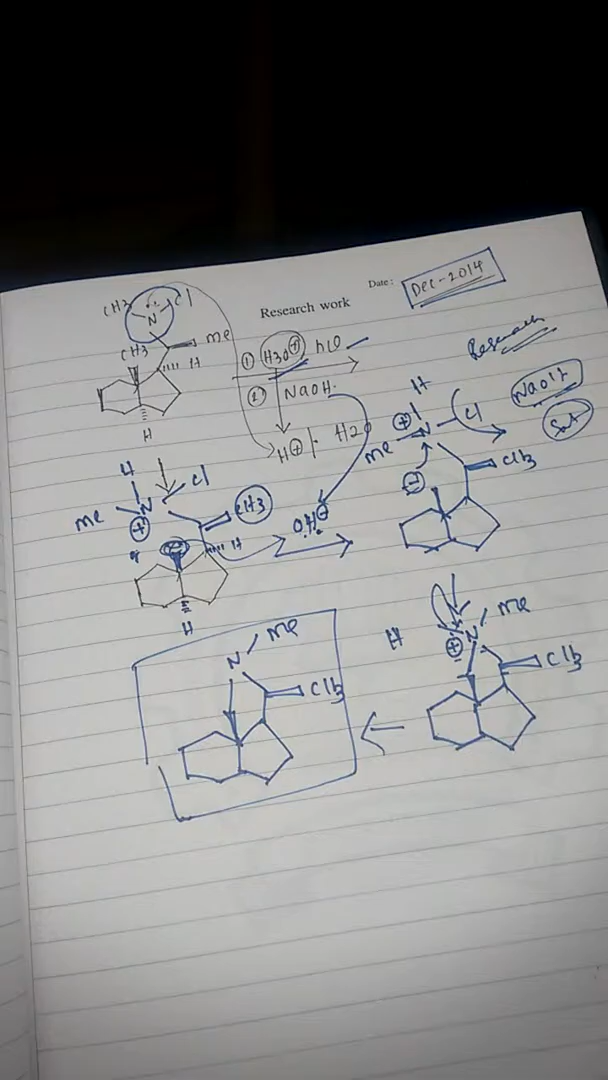 Date:
Dec-2014
Research work
CH3
N
Cl
CH3
Me
H
H
① H3O⊕ hυ
② NaOH
H⊕ H2O
Research
NaOH
H
⊕
N
Cl
Me
⊖
CH3
H
Me
N
Cl
⊕
CH3
H
H
OH⊖
N
Me
CH3
H
⊕
N
Me
CH3